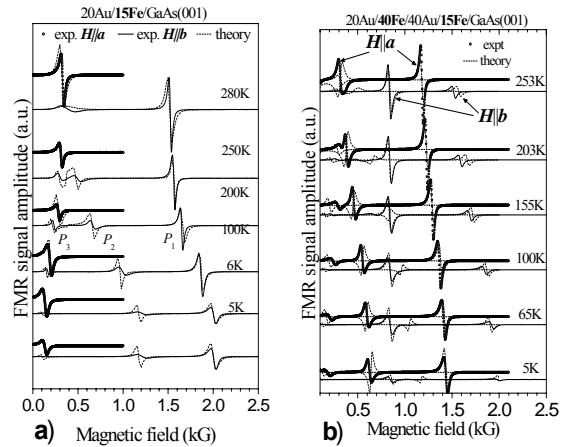 20Au/15Fe/GaAs(001)
exp. H//a exp. H//b theory
FMR signal amplitude (a.u.)
280K
250K
200K
100K
P3 P2 P1
6K
5K
0.0 0.5 1.0 1.5 2.0 2.5
a) Magnetic field (kG)
20Au/40Fe/40Au/15Fe/GaAs(001)
H||a
expt
theory
FMR signal amplitude (a.u.)
253K
H||b
203K
155K
100K
65K
5K
0.5 1.0 1.5 2.0 2.5
b) Magnetic field (kG)